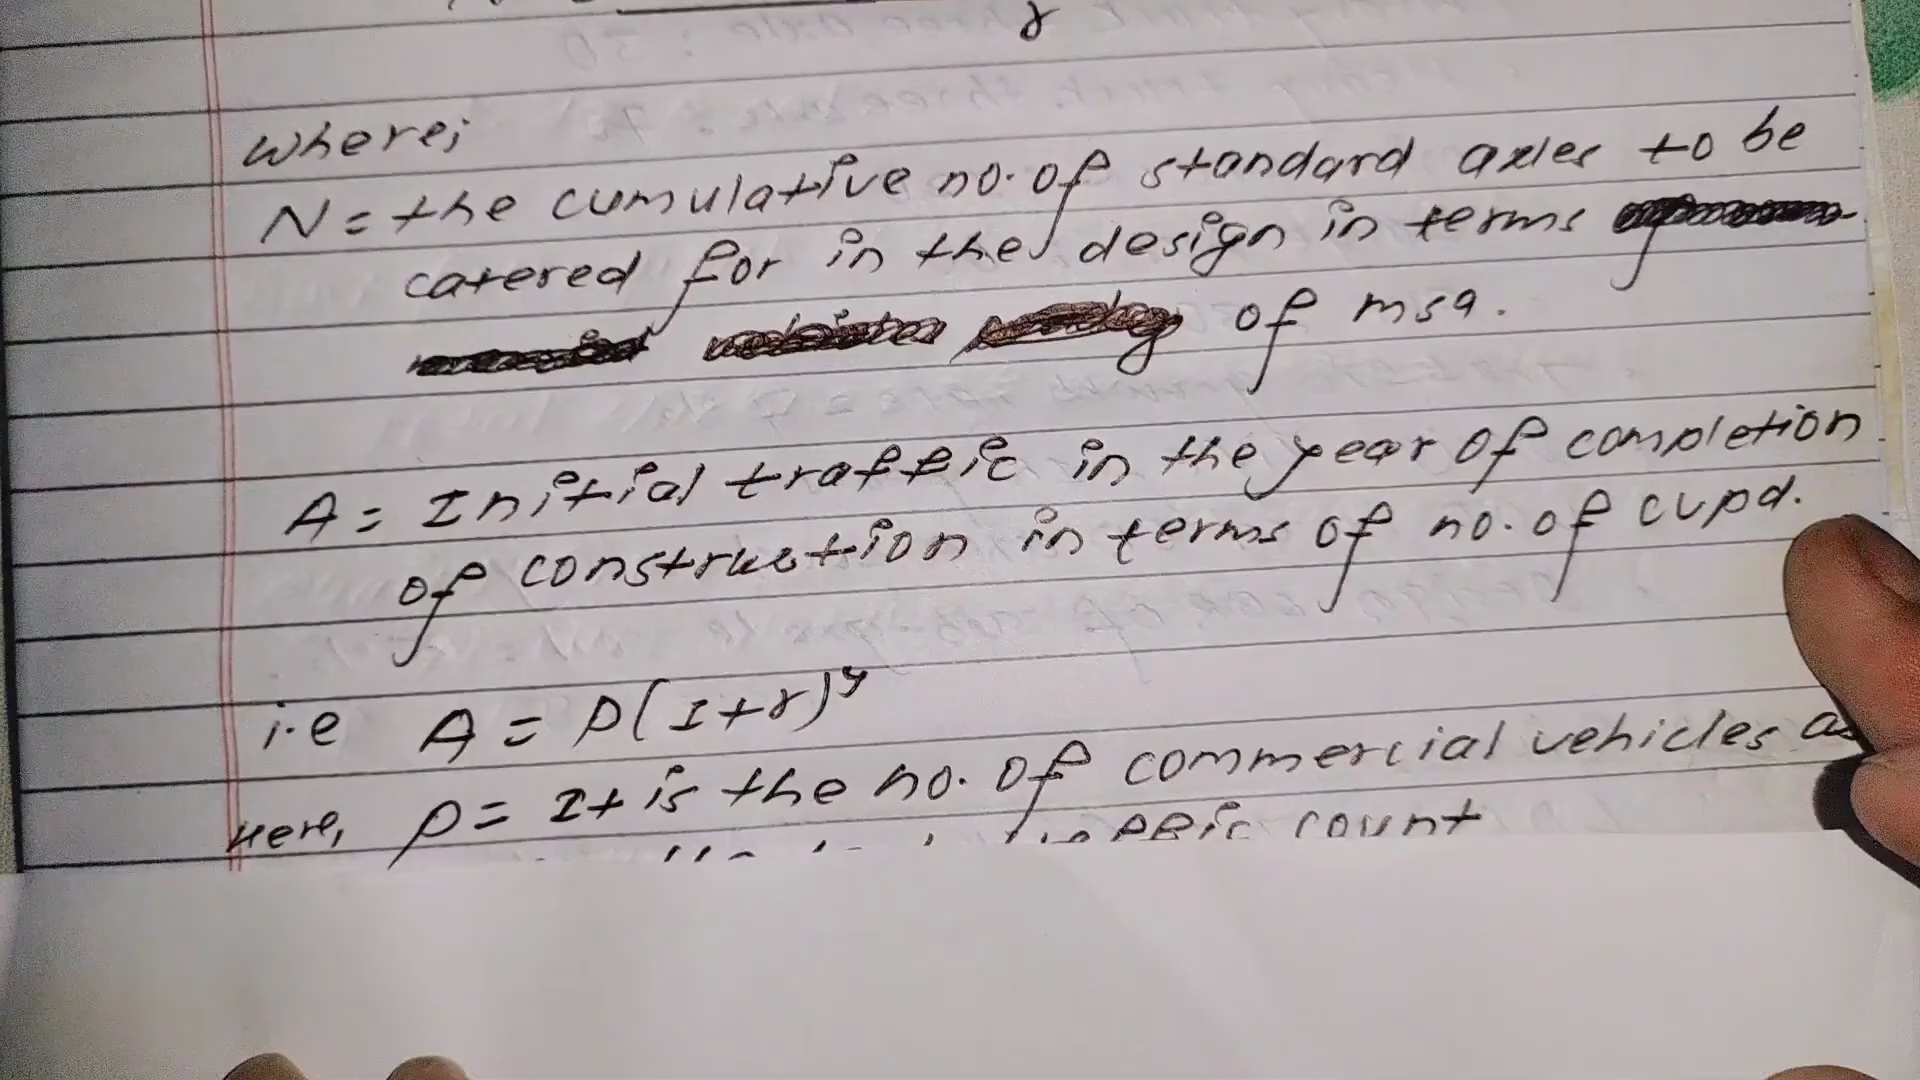 r
where;
N = the cumulative no. of standard axles to be
catered for in the design in terms
of msa.
A = Initial traffic in the year of completion
of construction in terms of no. of cvpd.
i.e A = P(I+r)^y
Here, P = It is the no. of commercial vehicles as
traffic count